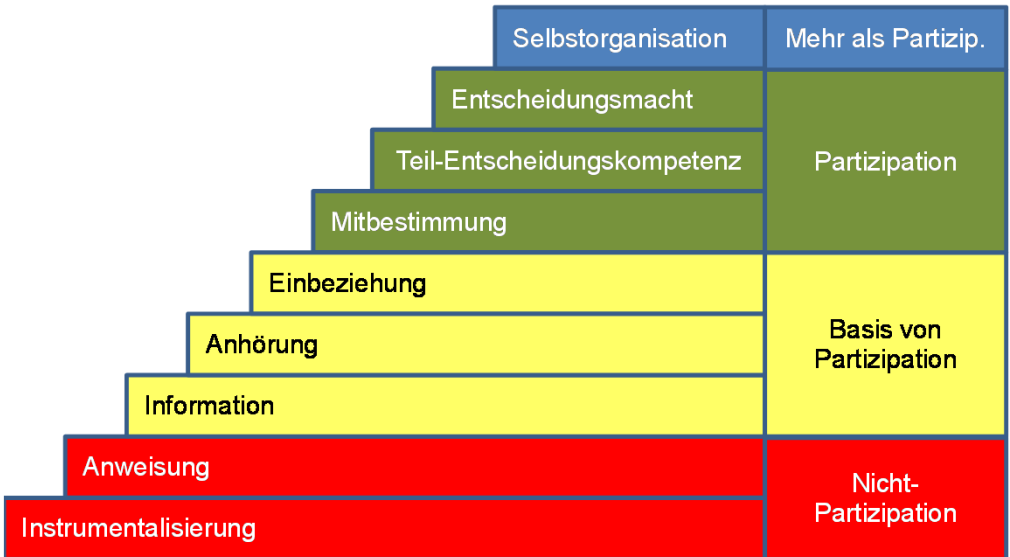 Selbstorganisation
Mehr als Partizip.
Entscheidungsmacht
Teil-Entscheidungskompetenz
Partizipation
Mitbestimmung
Einbeziehung
Anhörung
Basis von
Partizipation
Information
Anweisung
Nicht-
Partizipation
Instrumentalisierung